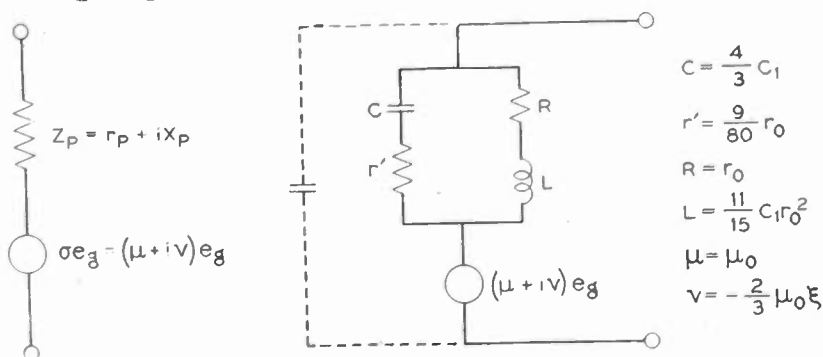 Z_P = r_P + iX_P
σe_g – (μ + iν) e_g
C
r′
R
L
(μ + iν) e_g
C = 4/3 C_1
r′ = 9/80 r_0
R = r_0
L = 11/15 C_1 r_0^2
μ = μ_0
ν = – 2/3 μ_0 ξ